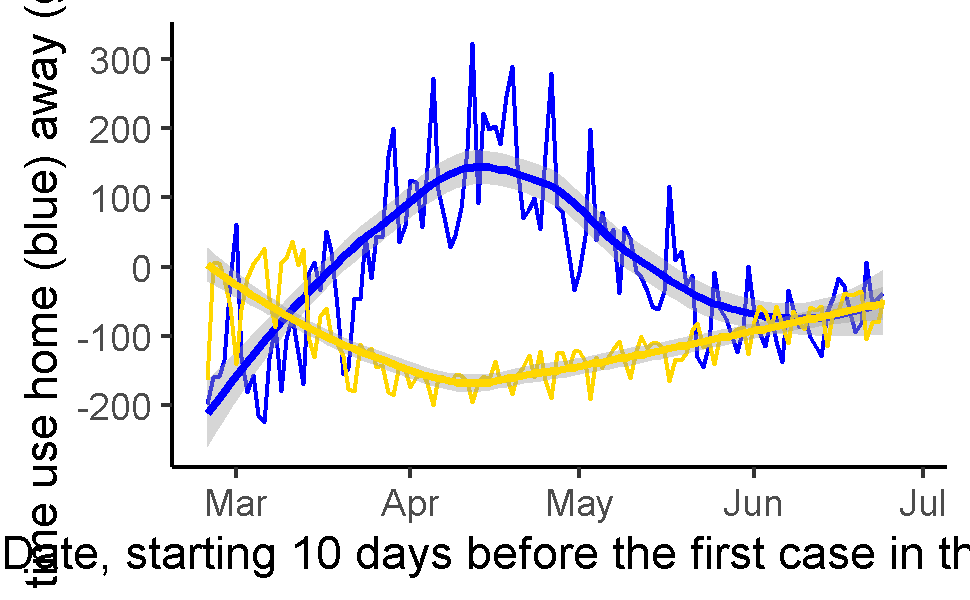 time use home (blue) away (
300
200
100
0
-100
-200
Mar Apr May Jun Jul
Date, starting 10 days before the first case in th